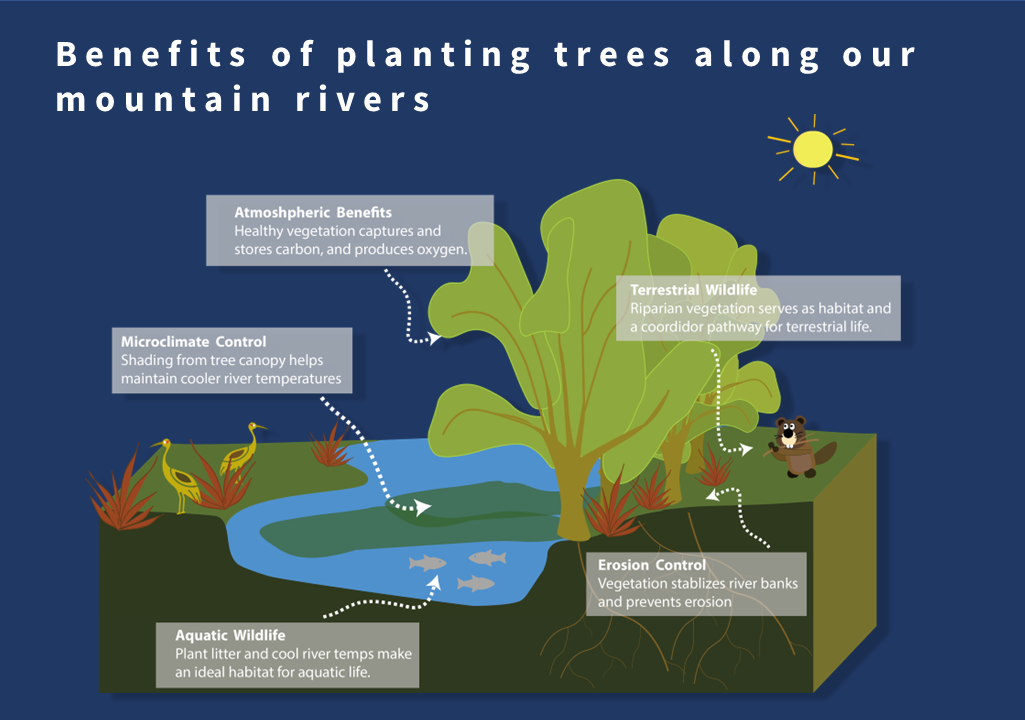 Benefits of planting trees along our
mountain rivers
Atmoshpheric Benefits
Healthy vegetation captures and
stores carbon, and produces oxygen.
Terrestrial Wildlife
Riparian vegetation serves as habitat and
a coordidor pathway for terrestrial life.
Microclimate Control
Shading from tree canopy helps
maintain cooler river temperatures
Erosion Control
Vegetation stablizes river banks
and prevents erosion
Aquatic Wildlife
Plant litter and cool river temps make
an ideal habitat for aquatic life.